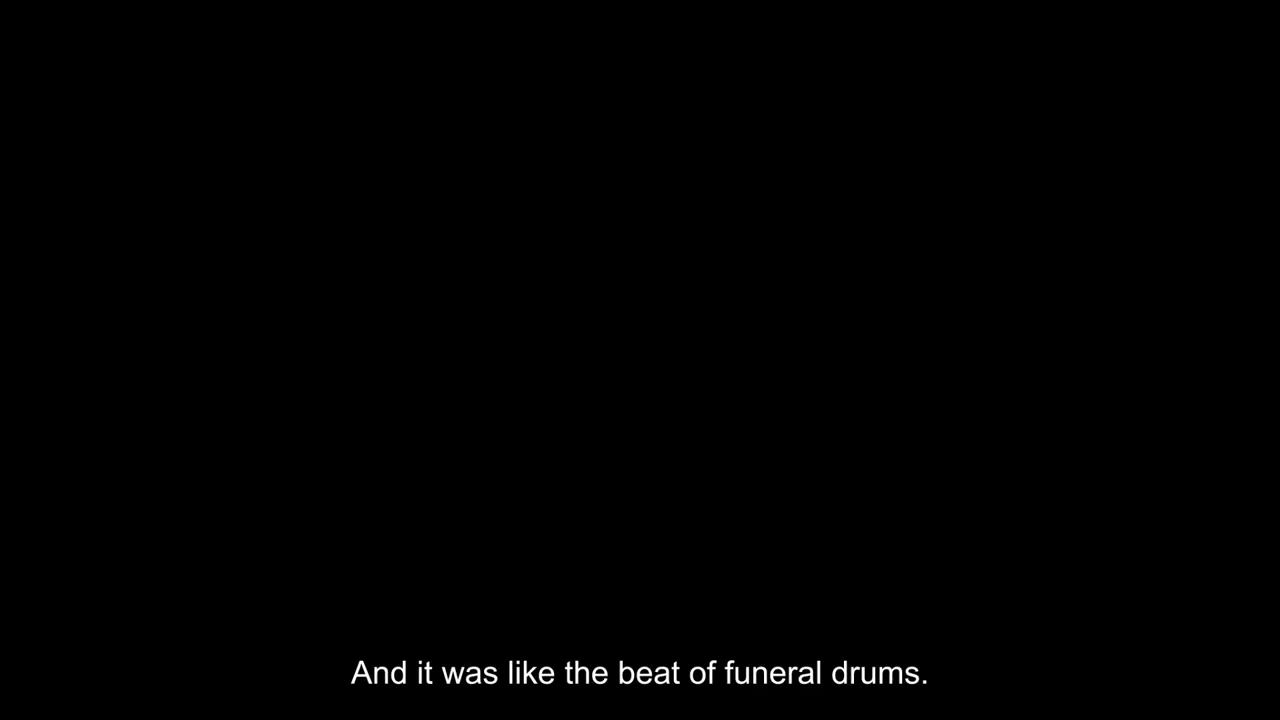 And it was like the beat of funeral drums.